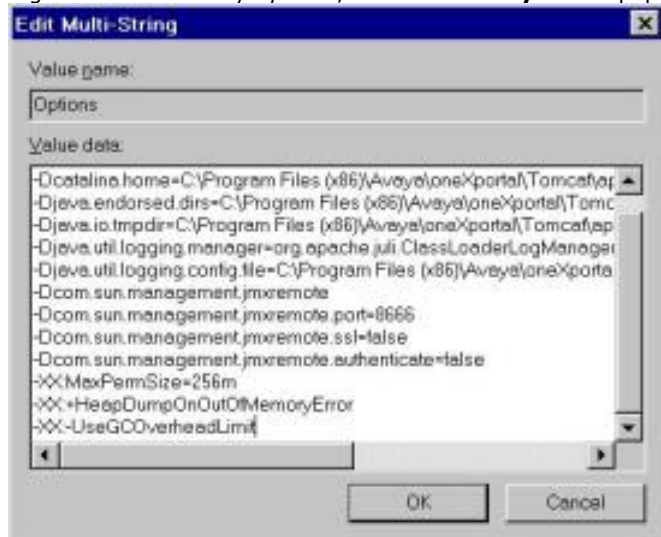 Edit Multi-String
Value name:
Options
Value data:
-Dcatalina.home=C:\Program Files (x86)\Avaya\oneXportal\Tomcat\ap
-Djava.endorsed.dirs=C:\Program Files (x86)\Avaya\oneXportal\Tomc
-Djava.io.tmpdir=C:\Program Files (x86)\Avaya\oneXportal\Tomcat\ap
-Djava.util.logging.manager=org.apache.juli.ClassLoaderLogManager
-Djava.util.logging.config.file=C:\Program Files (x86)\Avaya\oneXporta
-Dcom.sun.management.jmxremote
-Dcom.sun.management.jmxremote.port=8666
-Dcom.sun.management.jmxremote.ssl=false
-Dcom.sun.management.jmxremote.authenticate=false
-XX:MaxPermSize=256m
-XX:+HeapDumpOnOutOfMemoryError
-XX:-UseGCOverheadLimit
OK Cancel